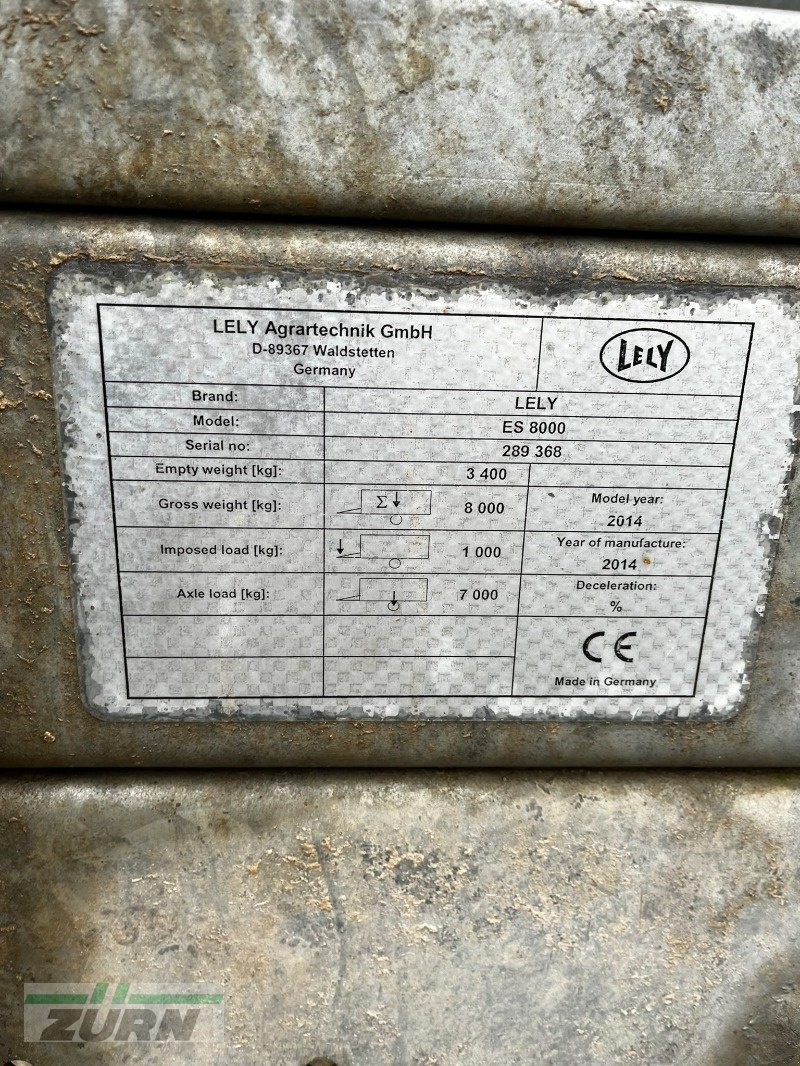 LELY Agrartechnik GmbH
D-89367 Waldstetten
Germany
LELY
Brand: LELY
Model: ES 8000
Serial no: 289 368
Empty weight [kg]: 3 400
Gross weight [kg]: Σ 8 000
Model year:
2014
Imposed load [kg]: 1 000
Year of manufacture:
2014
Axle load [kg]: 7 000
Deceleration:
%
CE
Made in Germany
ZÜRN